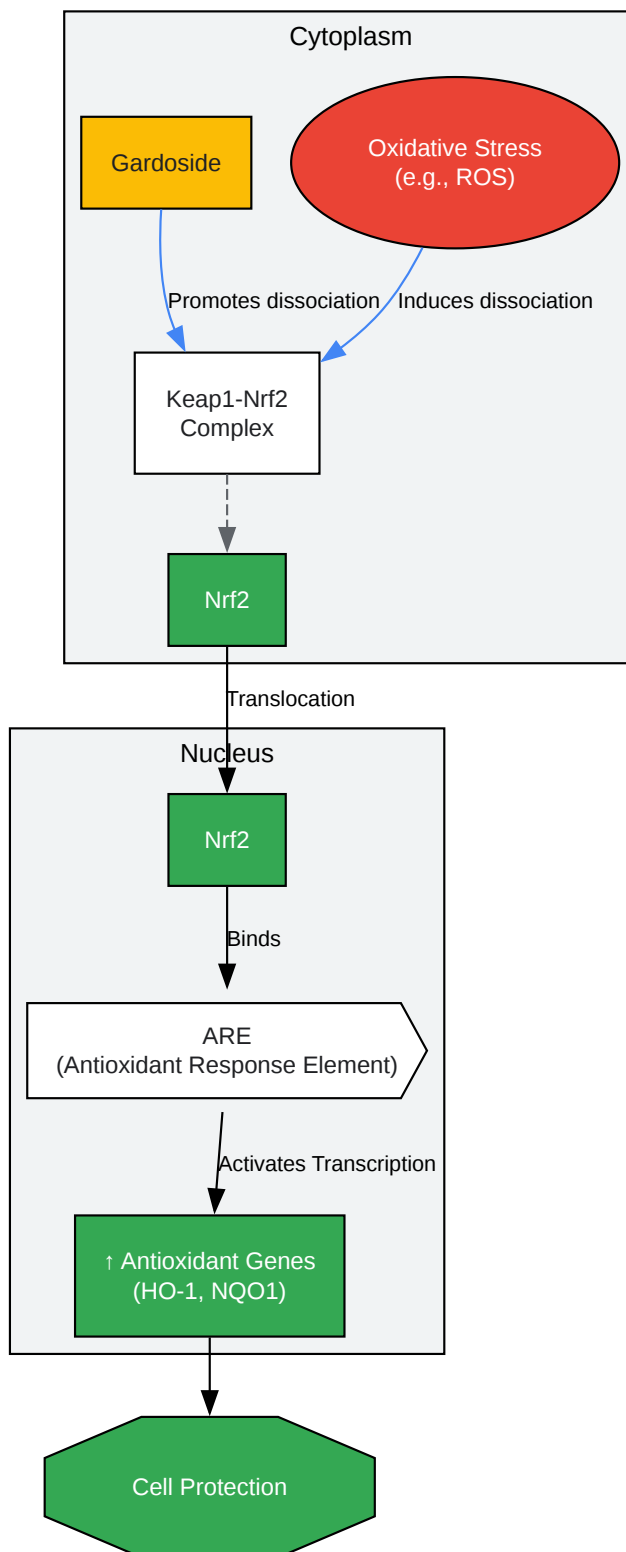 Cytoplasm
Gardoside
Oxidative Stress
(e.g., ROS)
Promotes dissociation
Induces dissociation
Keap1-Nrf2
Complex
Nrf2
Translocation
Nucleus
Nrf2
Binds
ARE
(Antioxidant Response Element)
Activates Transcription
↑ Antioxidant Genes
(HO-1, NQO1)
Cell Protection